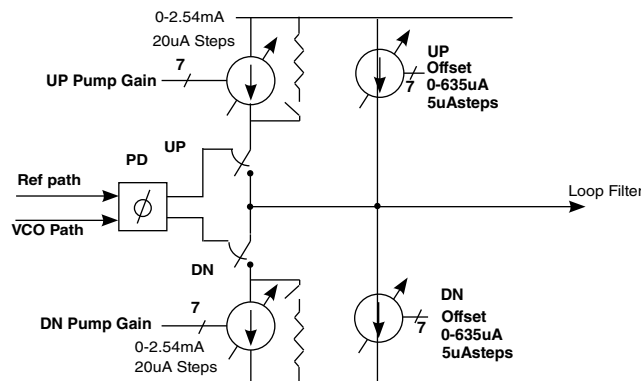 0-2.54mA
20uA Steps
7
UP Pump Gain
UP
Offset
7
0-635uA
5uAsteps
UP
PD
Ref path
VCO Path
Loop Filter
DN
7
DN Pump Gain
0-2.54mA
20uA Steps
DN
7
Offset
0-635uA
5uAsteps